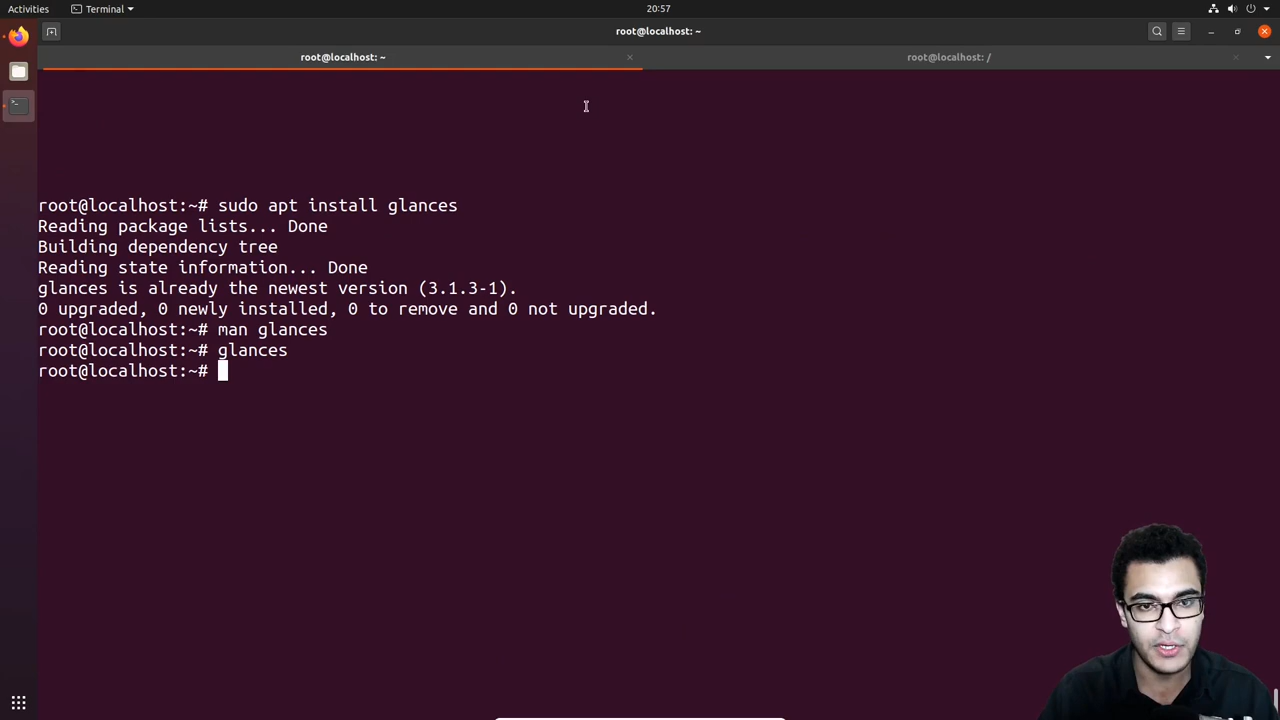 Activities
Terminal
20:57
root@localhost: ~
root@localhost: ~
root@localhost: /
root@localhost:~# sudo apt install glances
Reading package lists... Done
Building dependency tree
Reading state information... Done
glances is already the newest version (3.1.3-1).
0 upgraded, 0 newly installed, 0 to remove and 0 not upgraded.
root@localhost:~# man glances
root@localhost:~# glances
root@localhost:~#